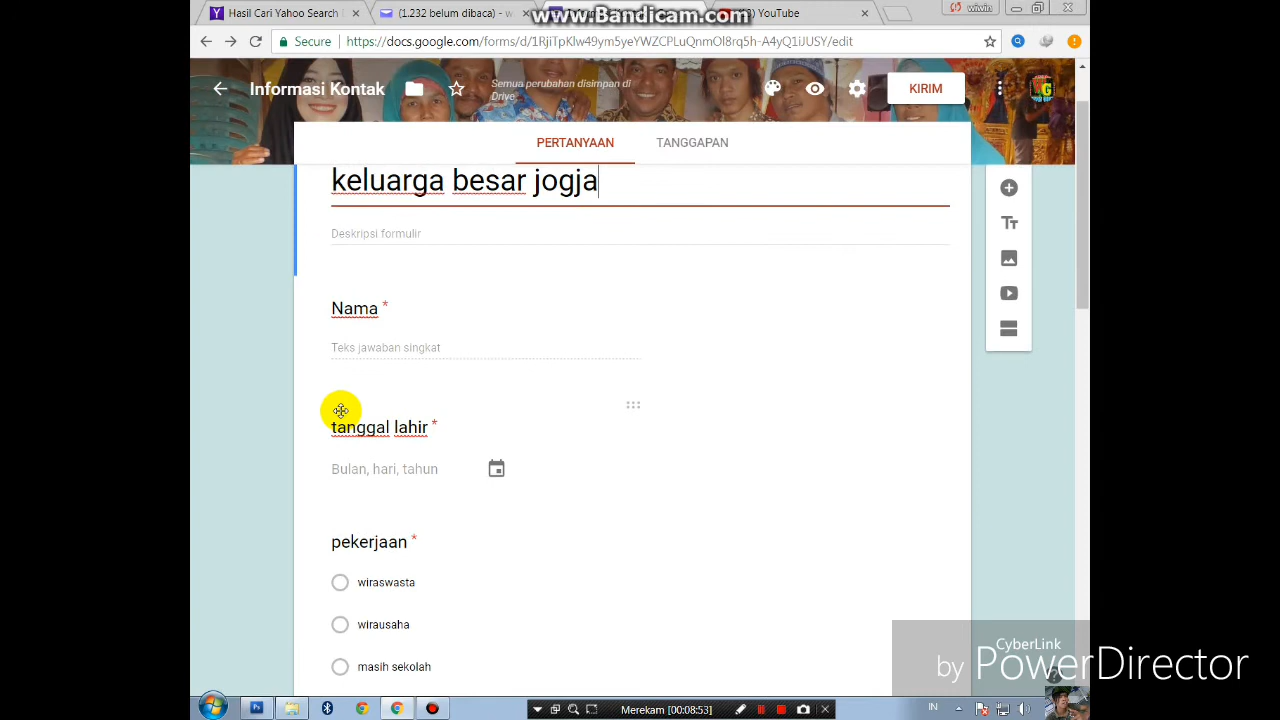 Hasil Cari Yahoo Search
(1.232 belum dibaca) - w
YouTube
wiwin
www.Bandicam.com
Secure
https://docs.google.com/forms/d/1RjiTpKlw49ym5yeYWZCPLuQnmOl8rq5h-A4yQ1iJUSY/edit
Informasi Kontak
Semua perubahan disimpan di
Drive
KIRIM
PERTANYAAN
TANGGAPAN
keluarga besar jogja
Deskripsi formulir
Nama *
Teks jawaban singkat
tanggal lahir *
Bulan, hari, tahun
pekerjaan *
wiraswasta
wirausaha
masih sekolah
CyberLink
by PowerDirector
Merekam [00:08:53]
IN